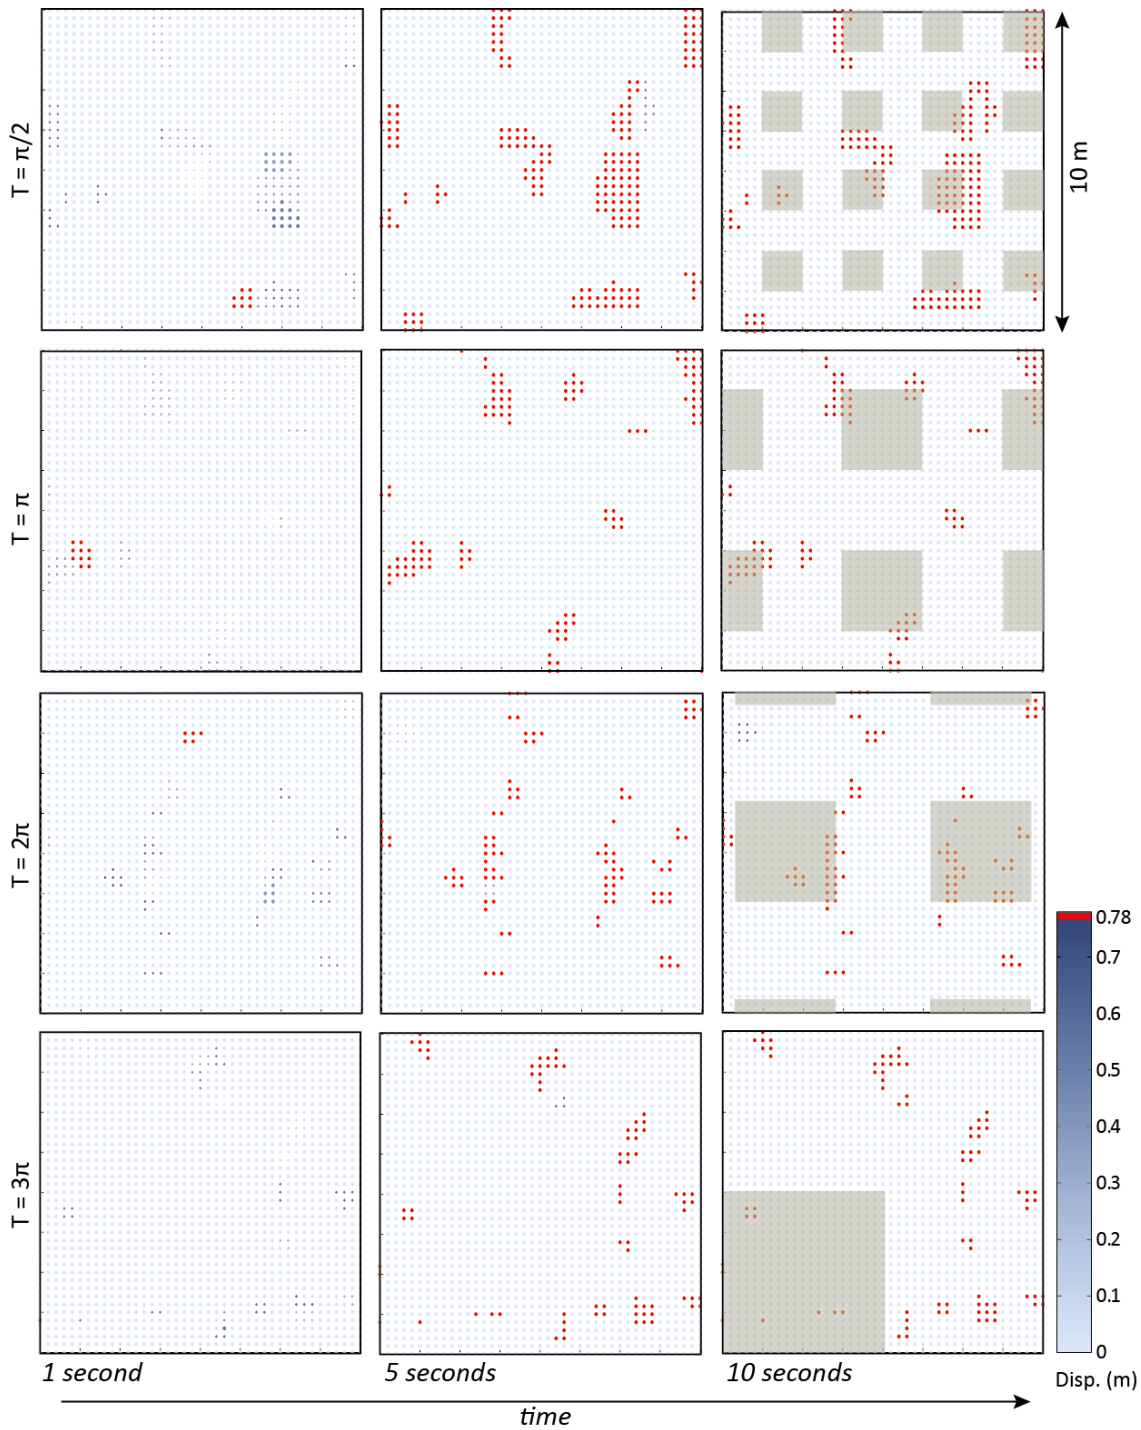 T = π/2
10 m
T = π
T = 2π
0.78
0.7
0.6
0.5
0.4
0.3
0.2
0.1
0
Disp. (m)
T = 3π
1 second
5 seconds
10 seconds
time